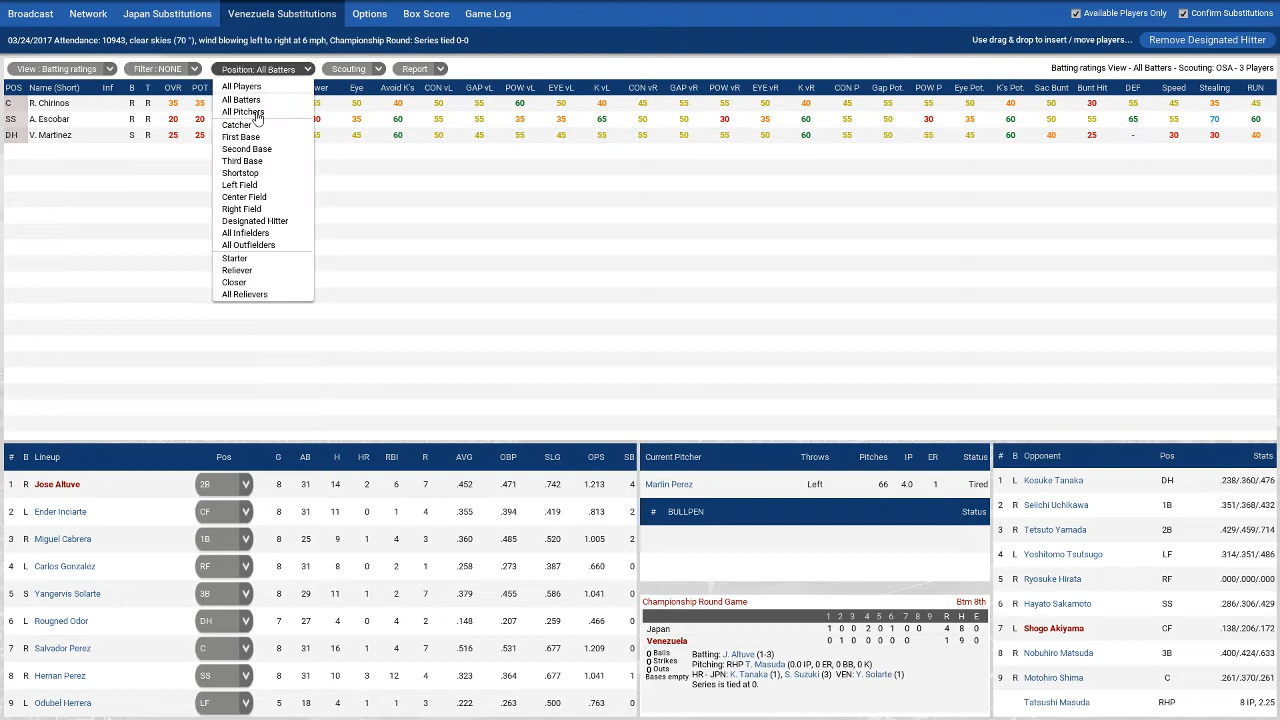 Broadcast Network Japan Substitutions Venezuela Substitutions Options Box Score Game Log Available Players Only Confirm Substitutions
03/24/2017 Attendance: 10943, clear skies (70 °), wind blowing left to right at 6 mph, Championship Round: Series tied 0-0 Use drag & drop to insert / move players... Remove Designated Hitter
View : Batting ratings Filter : NONE Position: All Batters Scouting Report Batting ratings View - All Batters - Scouting: OSA - 3 Players
POS Name (Short) Inf B T OVR POT Eye Avoid K's CON vL GAP vL POW vL EYE vL K vL CON vR GAP vR POW vR EYE vR K vR CON P Gap Pot. POW P Eye Pot. K's Pot. Sac Bunt Bunt Hit DEF Speed Stealing RUN
C R. Chirinos R R 35 35 50 40 50 55 60 50 40 45 55 55 50 40 45 55 55 50 40 50 30 55 45 35 45
SS A. Escobar R R 20 20 35 60 50 55 35 35 65 50 50 30 35 60 50 55 30 35 60 55 55 65 50 70 60
DH V. Martinez S R 25 25 45 60 50 45 55 45 60 50 50 55 45 60 50 50 55 45 60 40 25 - 30 30 40
All Players
All Batters
All Pitchers
Catcher
First Base
Second Base
Third Base
Shortstop
Left Field
Center Field
Right Field
Designated Hitter
All Infielders
All Outfielders
Starter
Reliever
Closer
All Relievers
# B Lineup Pos G AB H HR RBI R AVG OBP SLG OPS SB
1 R Jose Altuve 2B 8 31 14 2 6 7 .452 .471 .742 1.213 4
2 L Ender Inciarte CF 8 31 11 0 1 4 .355 .394 .419 .813 2
3 R Miguel Cabrera 1B 8 25 9 1 4 3 .360 .485 .520 1.005 2
4 L Carlos Gonzalez RF 8 31 8 0 2 1 .258 .273 .387 .660 0
5 S Yangervis Solarte 3B 8 29 11 1 2 7 .379 .455 .586 1.041 0
6 L Rougned Odor DH 8 27 4 0 4 2 .148 .207 .259 .466 0
7 R Salvador Perez C 8 31 16 1 4 3 .516 .531 .677 1.209 0
8 R Hernan Perez SS 8 31 10 2 12 4 .323 .364 .677 1.041 1
9 L Odubel Herrera LF 5 18 4 1 1 3 .222 .263 .500 .763 0
Current Pitcher Throws Pitches IP ER Status
Martin Perez Left 66 4.0 1 Tired
# BULLPEN Status
Championship Round Game Btm 8th
1 2 3 4 5 6 7 8 9 R H E
Japan 1 0 0 2 0 1 0 0 4 8 0
Venezuela 0 1 0 0 0 0 0 1 9 0
0 Balls
0 Strikes
0 Outs
Bases empty
Batting: J. Altuve (1-3)
Pitching: RHP T. Masuda (0.0 IP, 0 ER, 0 BB, 0 K)
HR - JPN: K. Tanaka (1), S. Suzuki (3) VEN: Y. Solarte (1)
Series is tied at 0.
# B Opponent Pos Stats
1 L Kosuke Tanaka DH .238/.360/.476
2 R Seiichi Uchikawa 1B .351/.368/.432
3 R Tetsuto Yamada 2B .429/.459/.714
4 L Yoshitomo Tsutsugo LF .314/.351/.486
5 R Ryosuke Hirata RF .000/.000/.000
6 R Hayato Sakamoto SS .286/.306/.429
7 L Shogo Akiyama CF .138/.206/.172
8 R Nobuhiro Matsuda 3B .400/.424/.633
9 R Motohiro Shima C .261/.370/.261
Tatsushi Masuda RHP 8 IP, 2.25